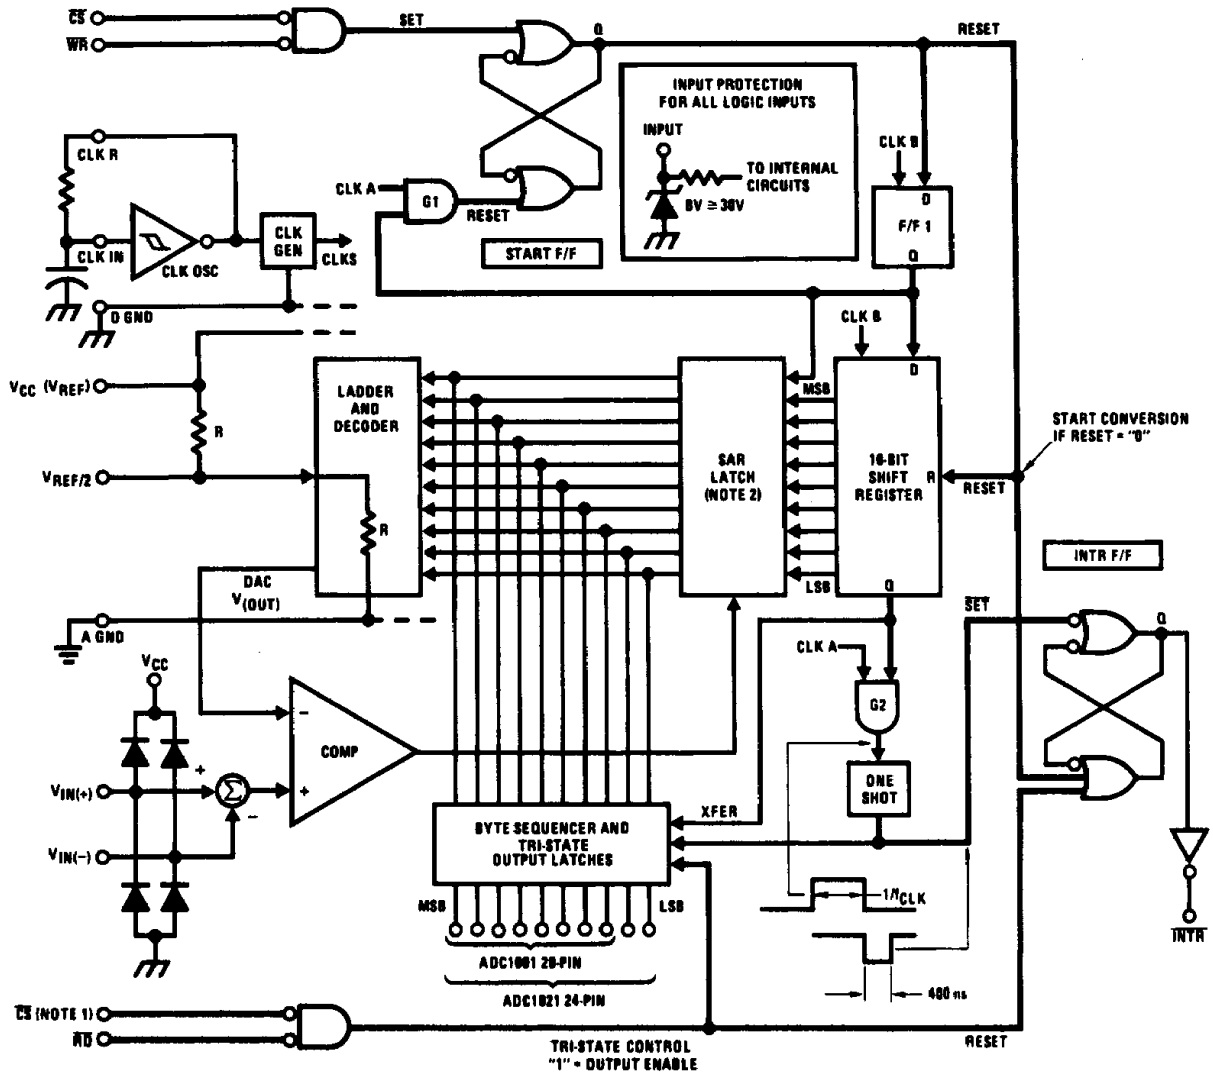 CS
WR
SET
Q
RESET
INPUT PROTECTION
FOR ALL LOGIC INPUTS
INPUT
TO INTERNAL
CIRCUITS
BV ≅ 30V
CLK R
CLK IN
CLK OSC
CLK
GEN
CLKS
D GND
CLK A
G1
RESET
START F/F
CLK B
D
F/F 1
Q
CLK B
VCC (VREF)
R
VREF/2
LADDER
AND
DECODER
R
SAR
LATCH
(NOTE 2)
MSB
LSB
D
16-BIT
SHIFT
REGISTER
R
Q
RESET
START CONVERSION
IF RESET = "0"
INTR F/F
DAC
V(OUT)
A GND
SET
Q
CLK A
G2
VCC
COMP
−
+
VIN(+)
+
Σ
−
VIN(−)
ONE
SHOT
XFER
BYTE SEQUENCER AND
TRI-STATE
OUTPUT LATCHES
MSB
LSB
1/fCLK
INTR
ADC1001 20-PIN
ADC1021 24-PIN
400 ns
CS (NOTE 1)
RD
TRI-STATE CONTROL
"1" = OUTPUT ENABLE
RESET